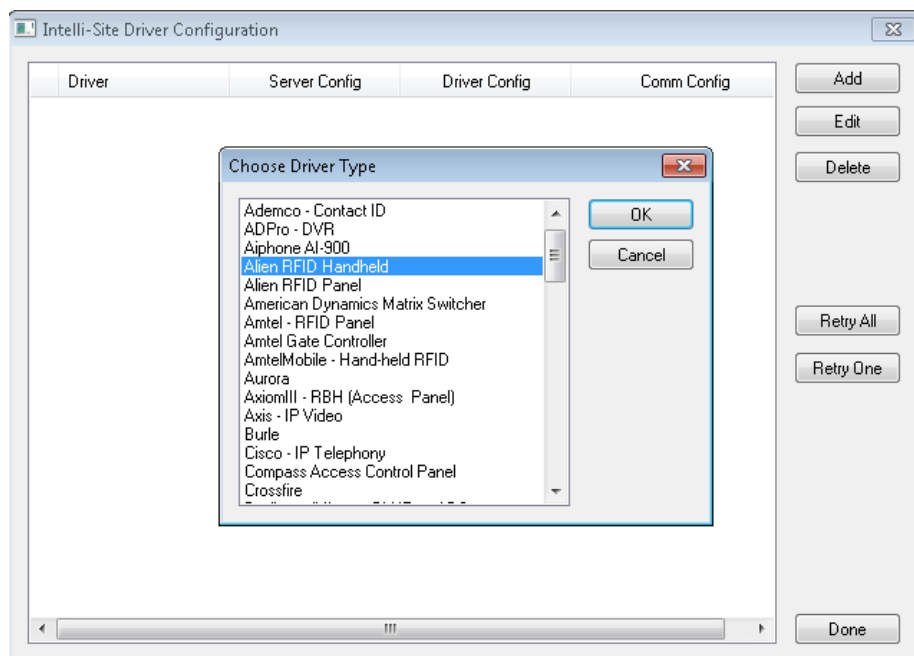 Intelli-Site Driver Configuration
Driver Server Config Driver Config Comm Config
Add
Edit
Delete
Choose Driver Type
Ademco - Contact ID
ADPro - DVR
Aiphone AI-900
Alien RFID Handheld
Alien RFID Panel
American Dynamics Matrix Switcher
Amtel - RFID Panel
Amtel Gate Controller
AmtelMobile - Hand-held RFID
Aurora
AxiomIII - RBH (Access  Panel)
Axis - IP Video
Burle
Cisco - IP Telephony
Compass Access Control Panel
Crossfire
OK
Cancel
Retry All
Retry One
Done